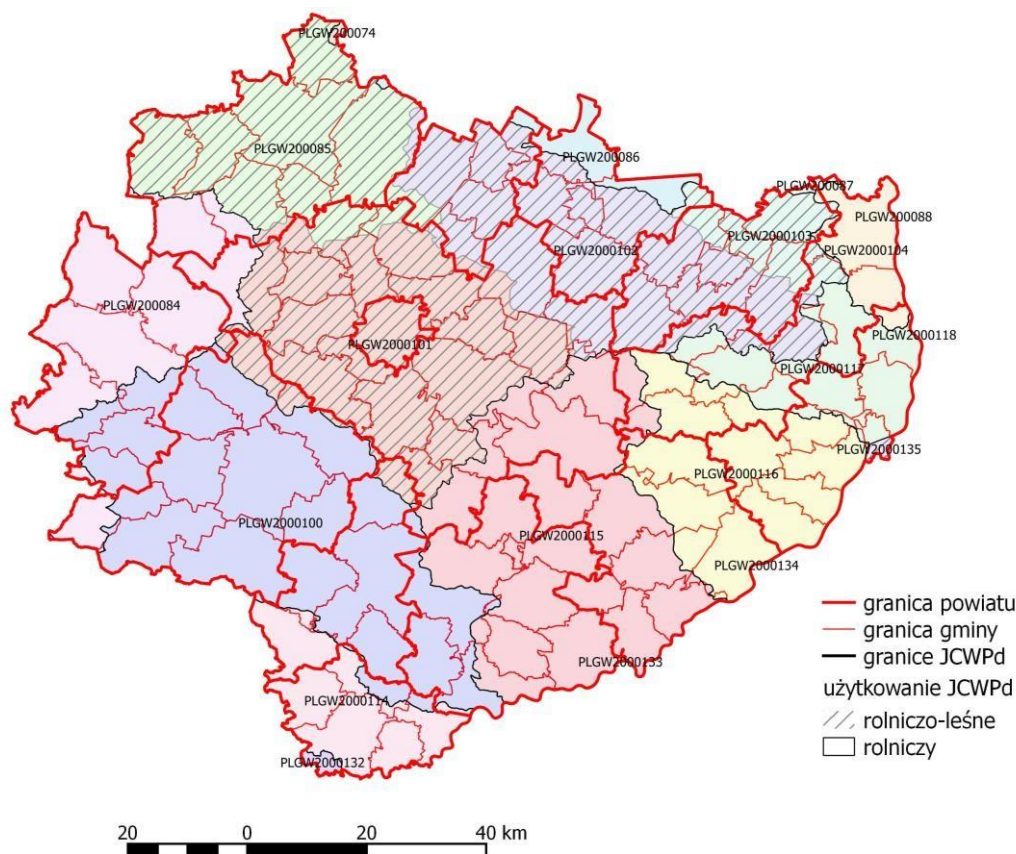 PLGW200074
PLGW200085
PLGW200086
PLGW200087
PLGW200088
PLGW2000103
PLGW2000102
PLGW2000104
PLGW200084
PLGW2000118
PLGW2000101
PLGW2000117
PLGW2000135
PLGW2000116
PLGW2000100
PLGW2000115
PLGW2000134
PLGW2000133
PLGW2000114
PLGW2000132
granica powiatu
granica gminy
granice JCWPd
użytkowanie JCWPd
rolniczo-leśne
rolniczy
20 0 20 40 km